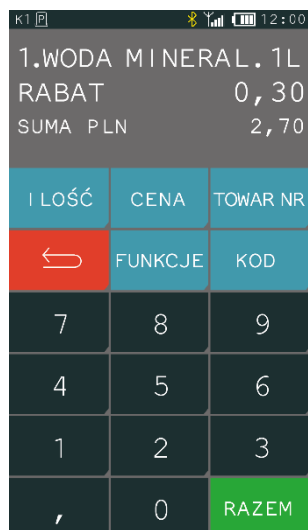 K1 P 12:00
1.WODA MINERAL.1L
RABAT 0,30
SUMA PLN 2,70
ILOŚĆ CENA TOWAR NR
FUNKCJE KOD
7 8 9
4 5 6
1 2 3
, 0 RAZEM